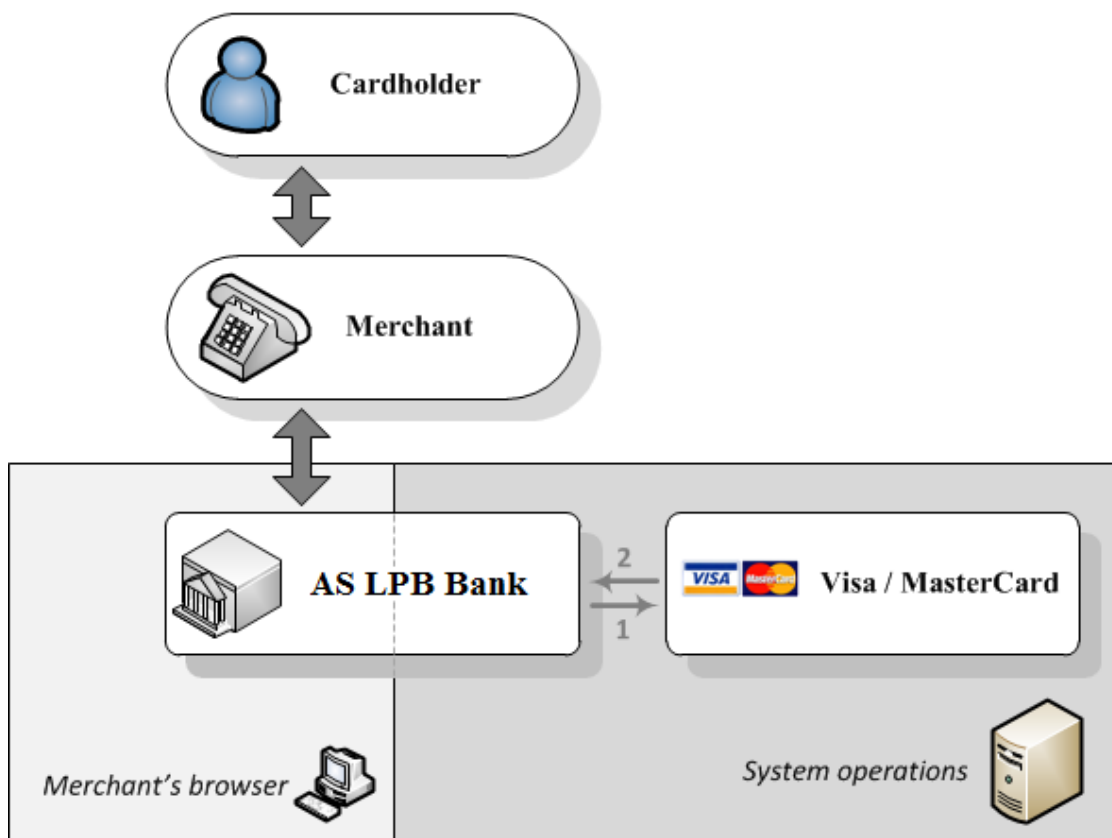 Cardholder
Merchant
AS LPB Bank
2
1
VISA
MasterCard
Visa / MasterCard
Merchant's browser
System operations